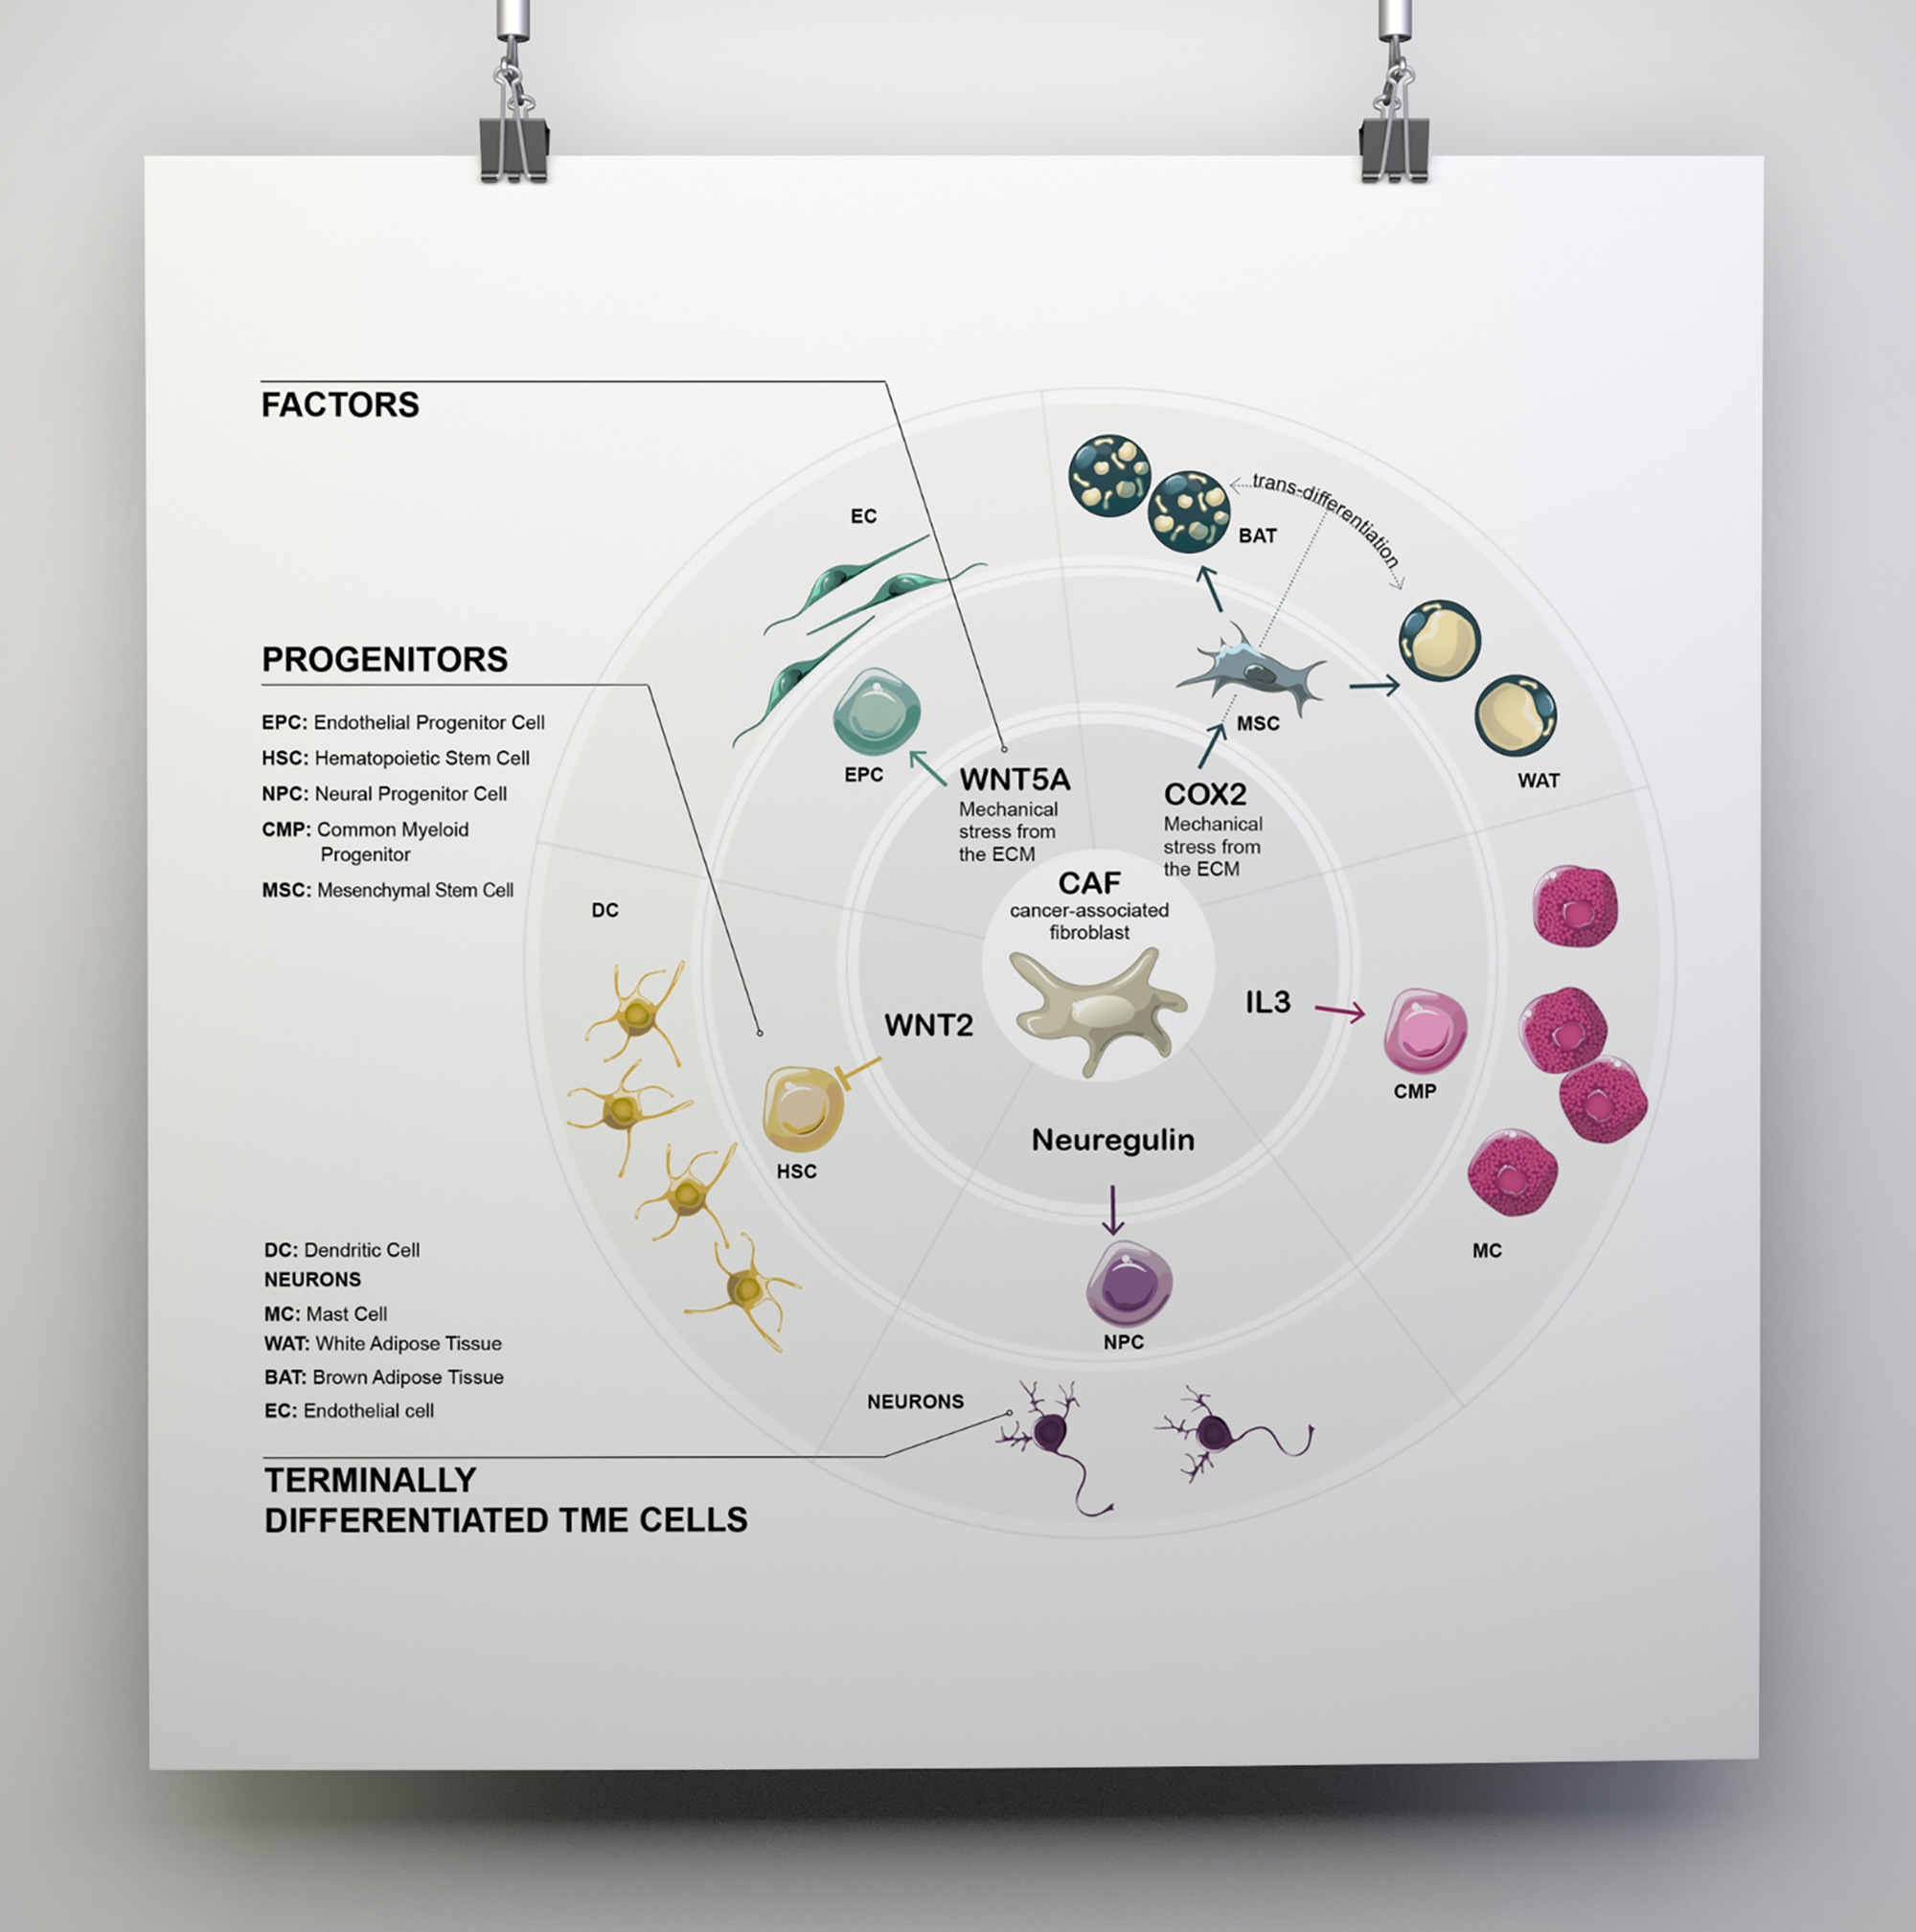 FACTORS
PROGENITORS
EPC: Endothelial Progenitor Cell
HSC: Hematopoietic Stem Cell
NPC: Neural Progenitor Cell
CMP: Common Myeloid
Progenitor
MSC: Mesenchymal Stem Cell
EC
BAT
trans-differentiation
MSC
WAT
EPC
WNT5A
Mechanical
stress from
the ECM
COX2
Mechanical
stress from
the ECM
CAF
cancer-associated
fibroblast
DC
WNT2
IL3
CMP
HSC
Neuregulin
MC
NPC
NEURONS
DC: Dendritic Cell
NEURONS
MC: Mast Cell
WAT: White Adipose Tissue
BAT: Brown Adipose Tissue
EC: Endothelial cell
TERMINALLY
DIFFERENTIATED TME CELLS